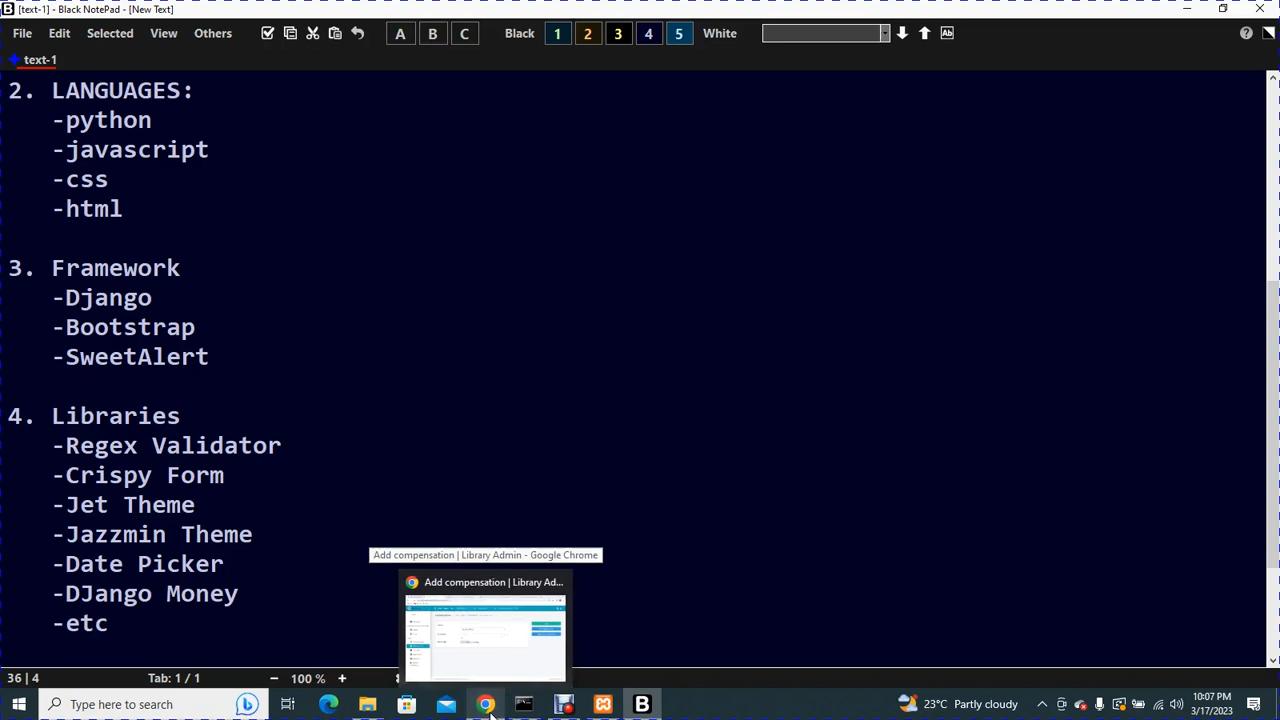 [text-1] - Black NotePad - [New Text]
File Edit Selected View Others A B C Black 1 2 3 4 5 White Ab
text-1
2. LANGUAGES:
-python
-javascript
-css
-html
3. Framework
-Django
-Bootstrap
-SweetAlert
4. Libraries
-Regex Validator
-Crispy Form
-Jet Theme
-Jazzmin Theme
-Date Picker
-DJango Money
-etc
Add compensation | Library Admin - Google Chrome
Add compensation | Library Ad...
36 | 4 Tab: 1 / 1 100 %
Type here to search
23°C Partly cloudy
10:07 PM
3/17/2023